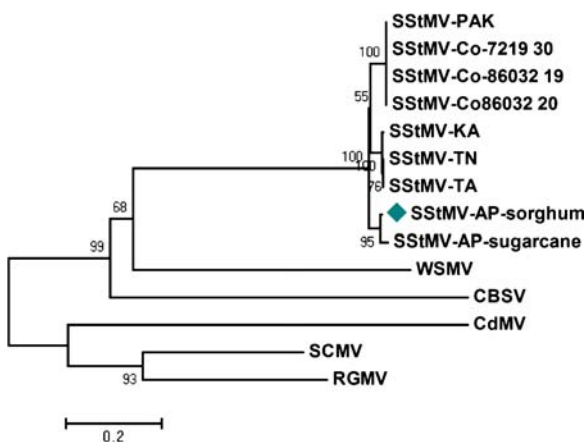 SStMV-PAK
100
SStMV-Co-7219 30
SStMV-Co-86032 19
55
SStMV-Co86032 20
SStMV-KA
100
100
SStMV-TN
76
SStMV-TA
68
SStMV-AP-sorghum
95
SStMV-AP-sugarcane
99
WSMV
CBSV
CdMV
SCMV
93
RGMV
0.2